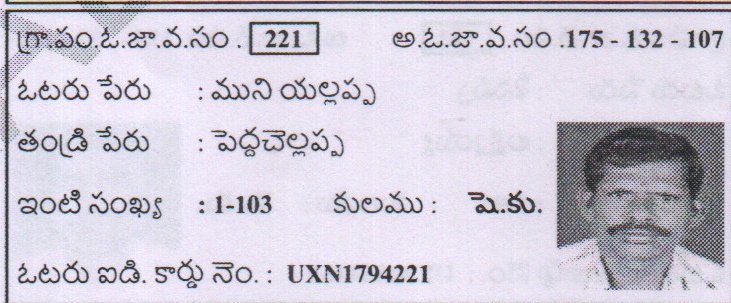 గ్రా.పం.ఓ.జా.వ.సం 221 అ.ఓ.జా.వ.సం .175 - 132 - 107
ఓటరు పేరు : ముని యల్లప్ప
తండ్రి పేరు : పెద్దచెల్లప్ప
ఇంటి సంఖ్య : 1-103 కులము : షె.కు.
ఓటరు ఐడి. కార్డు నెం. : UXN1794221